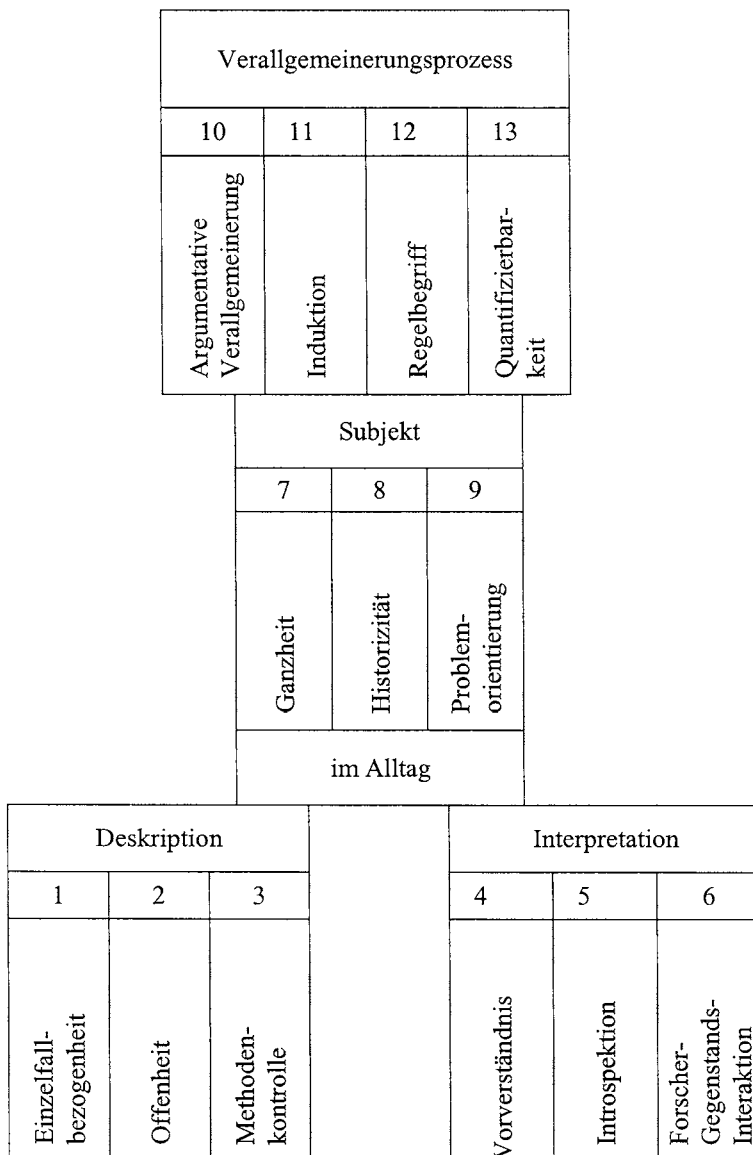 Verallgemeinerungsprozess
10 11 12 13
Argumentative
Verallgemeinerung
Induktion
Regelbegriff
Quantifizierbar-
keit
Subjekt
7 8 9
Ganzheit
Historizität
Problem-
orientierung
im Alltag
Deskription
1 2 3
Einzelfall-
bezogenheit
Offenheit
Methoden-
kontrolle
Interpretation
4 5 6
Vorverständnis
Introspektion
Forscher-
Gegenstands-
Interaktion